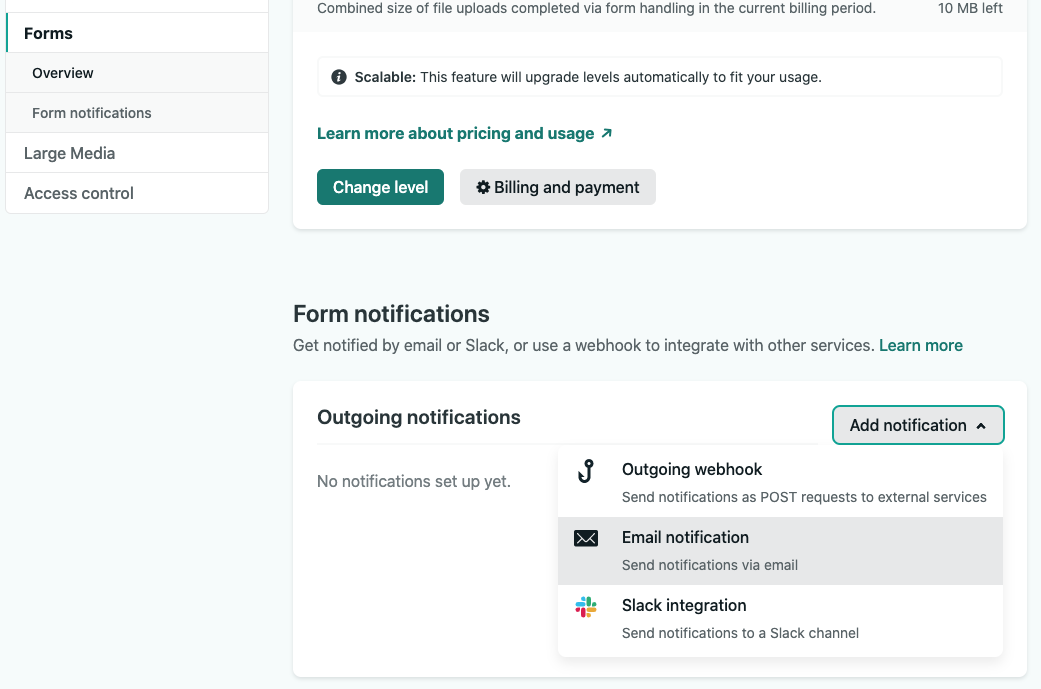 Combined size of file uploads completed via form handling in the current billing period. 10 MB left
Forms
Overview
Form notifications
Large Media
Access control
Scalable: This feature will upgrade levels automatically to fit your usage.
Learn more about pricing and usage
Change level
Billing and payment
Form notifications
Get notified by email or Slack, or use a webhook to integrate with other services. Learn more
Outgoing notifications
Add notification
No notifications set up yet.
Outgoing webhook
Send notifications as POST requests to external services
Email notification
Send notifications via email
Slack integration
Send notifications to a Slack channel